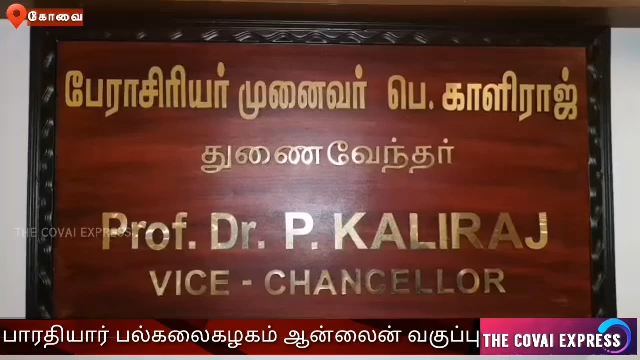 கோவை
பேராசிரியர் முனைவர் பெ. காளிராஜ்
துணைவேந்தர்
THE COVAI EXPRESS
Prof. Dr. P. KALIRAJ
VICE - CHANCELLOR
பாரதியார் பல்கலைகழகம் ஆன்லைன் வகுப்பு
THE COVAI EXPRESS